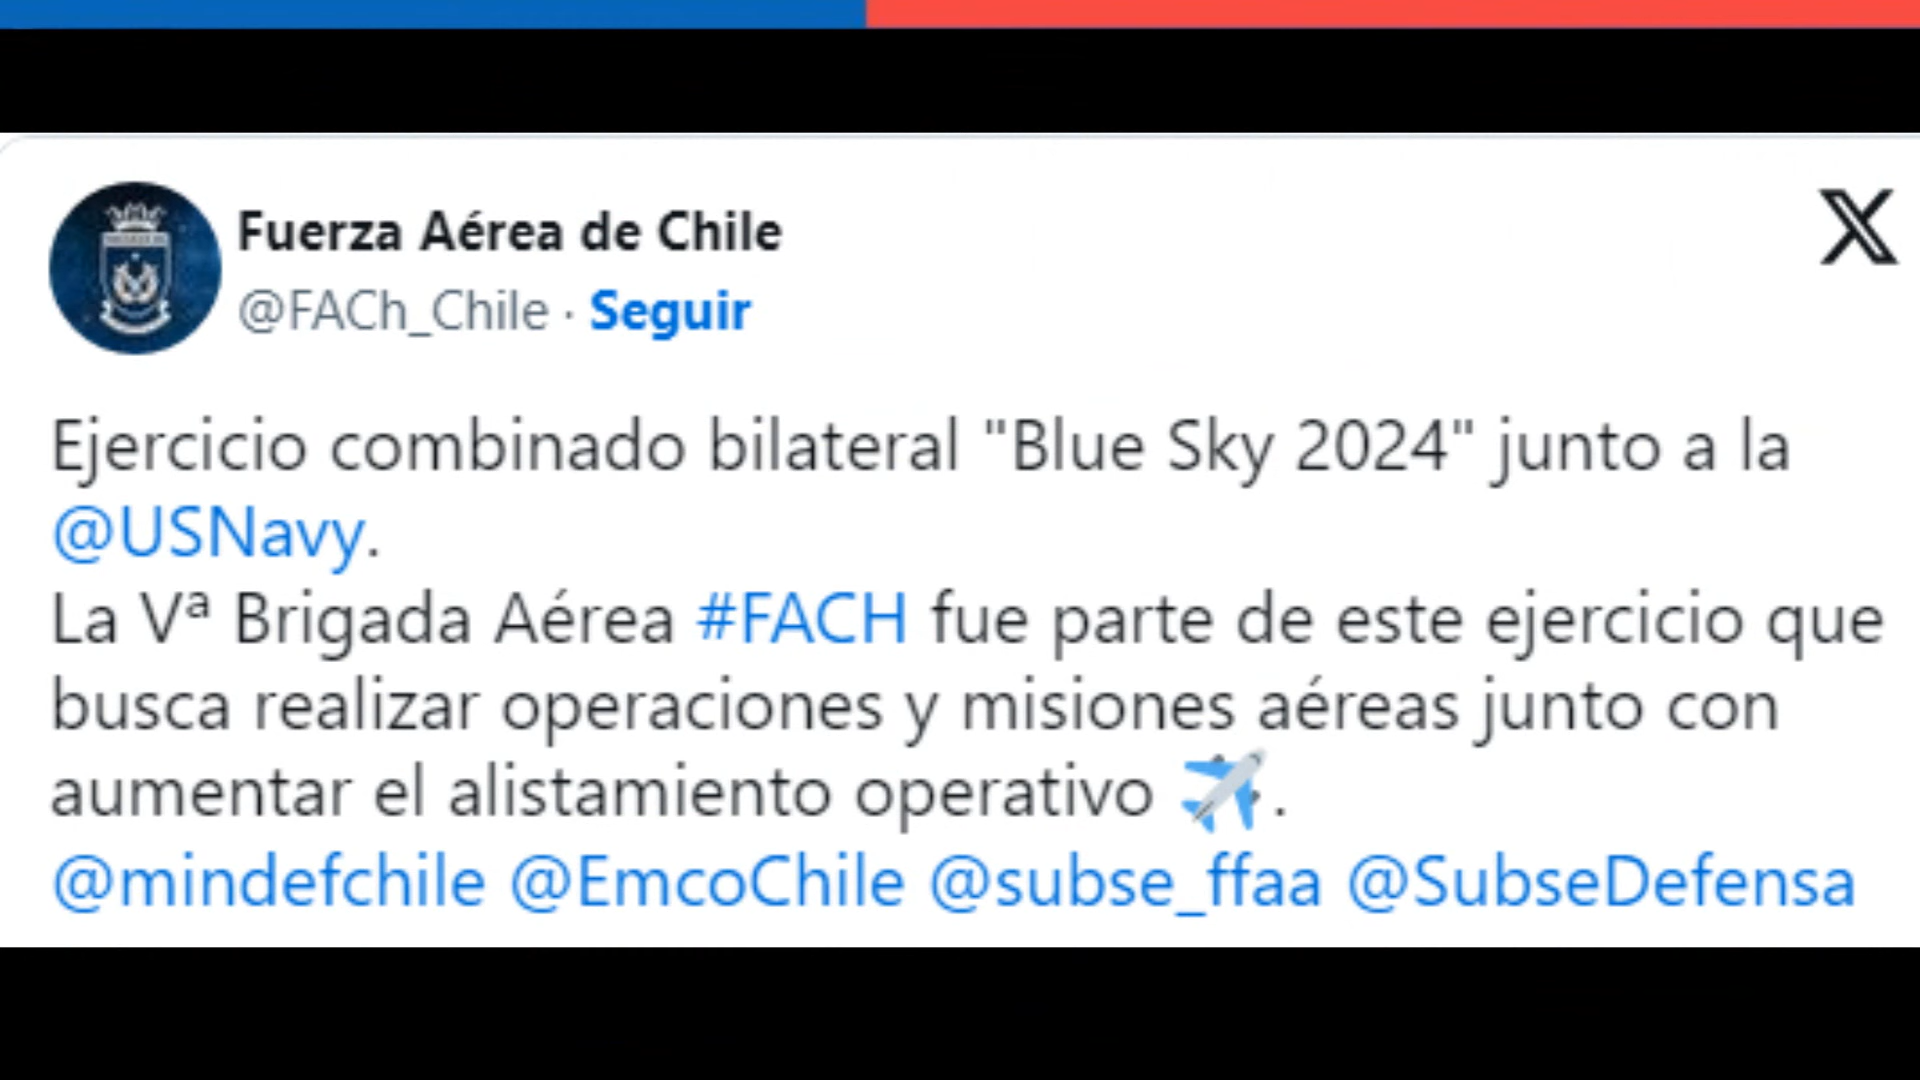 Fuerza Aérea de Chile
@FACh_Chile · Seguir
Ejercicio combinado bilateral "Blue Sky 2024" junto a la
@USNavy.
La Vª Brigada Aérea #FACH fue parte de este ejercicio que
busca realizar operaciones y misiones aéreas junto con
aumentar el alistamiento operativo ✈️.
@mindefchile @EmcoChile @subse_ffaa @SubseDefensa